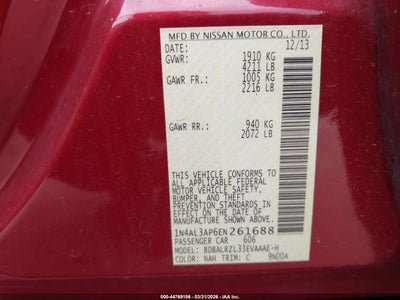 MFD BY NISSAN MOTOR CO., LTD.
DATE: 12/13
GVWR: 1910 KG
4211 LB
GAWR FR.: 1005 KG
2216 LB
GAWR RR.: 940 KG
2072 LB
THIS VEHICLE CONFORMS TO
ALL APPLICABLE FEDERAL
MOTOR VEHICLE SAFETY,
BUMPER, AND THEFT
PREVENTION STANDARDS IN
EFFECT ON THE DATE OF
MANUFACTURE SHOWN ABOVE.
1N4AL3AP6EN261688
PASSENGER CAR 606
MODEL: BDBALRZL33EVAAAE-H
COLOR: NAH TRIM: C 9N00A
COPART 44769188 - 03/31/2026 - IAA, INC.